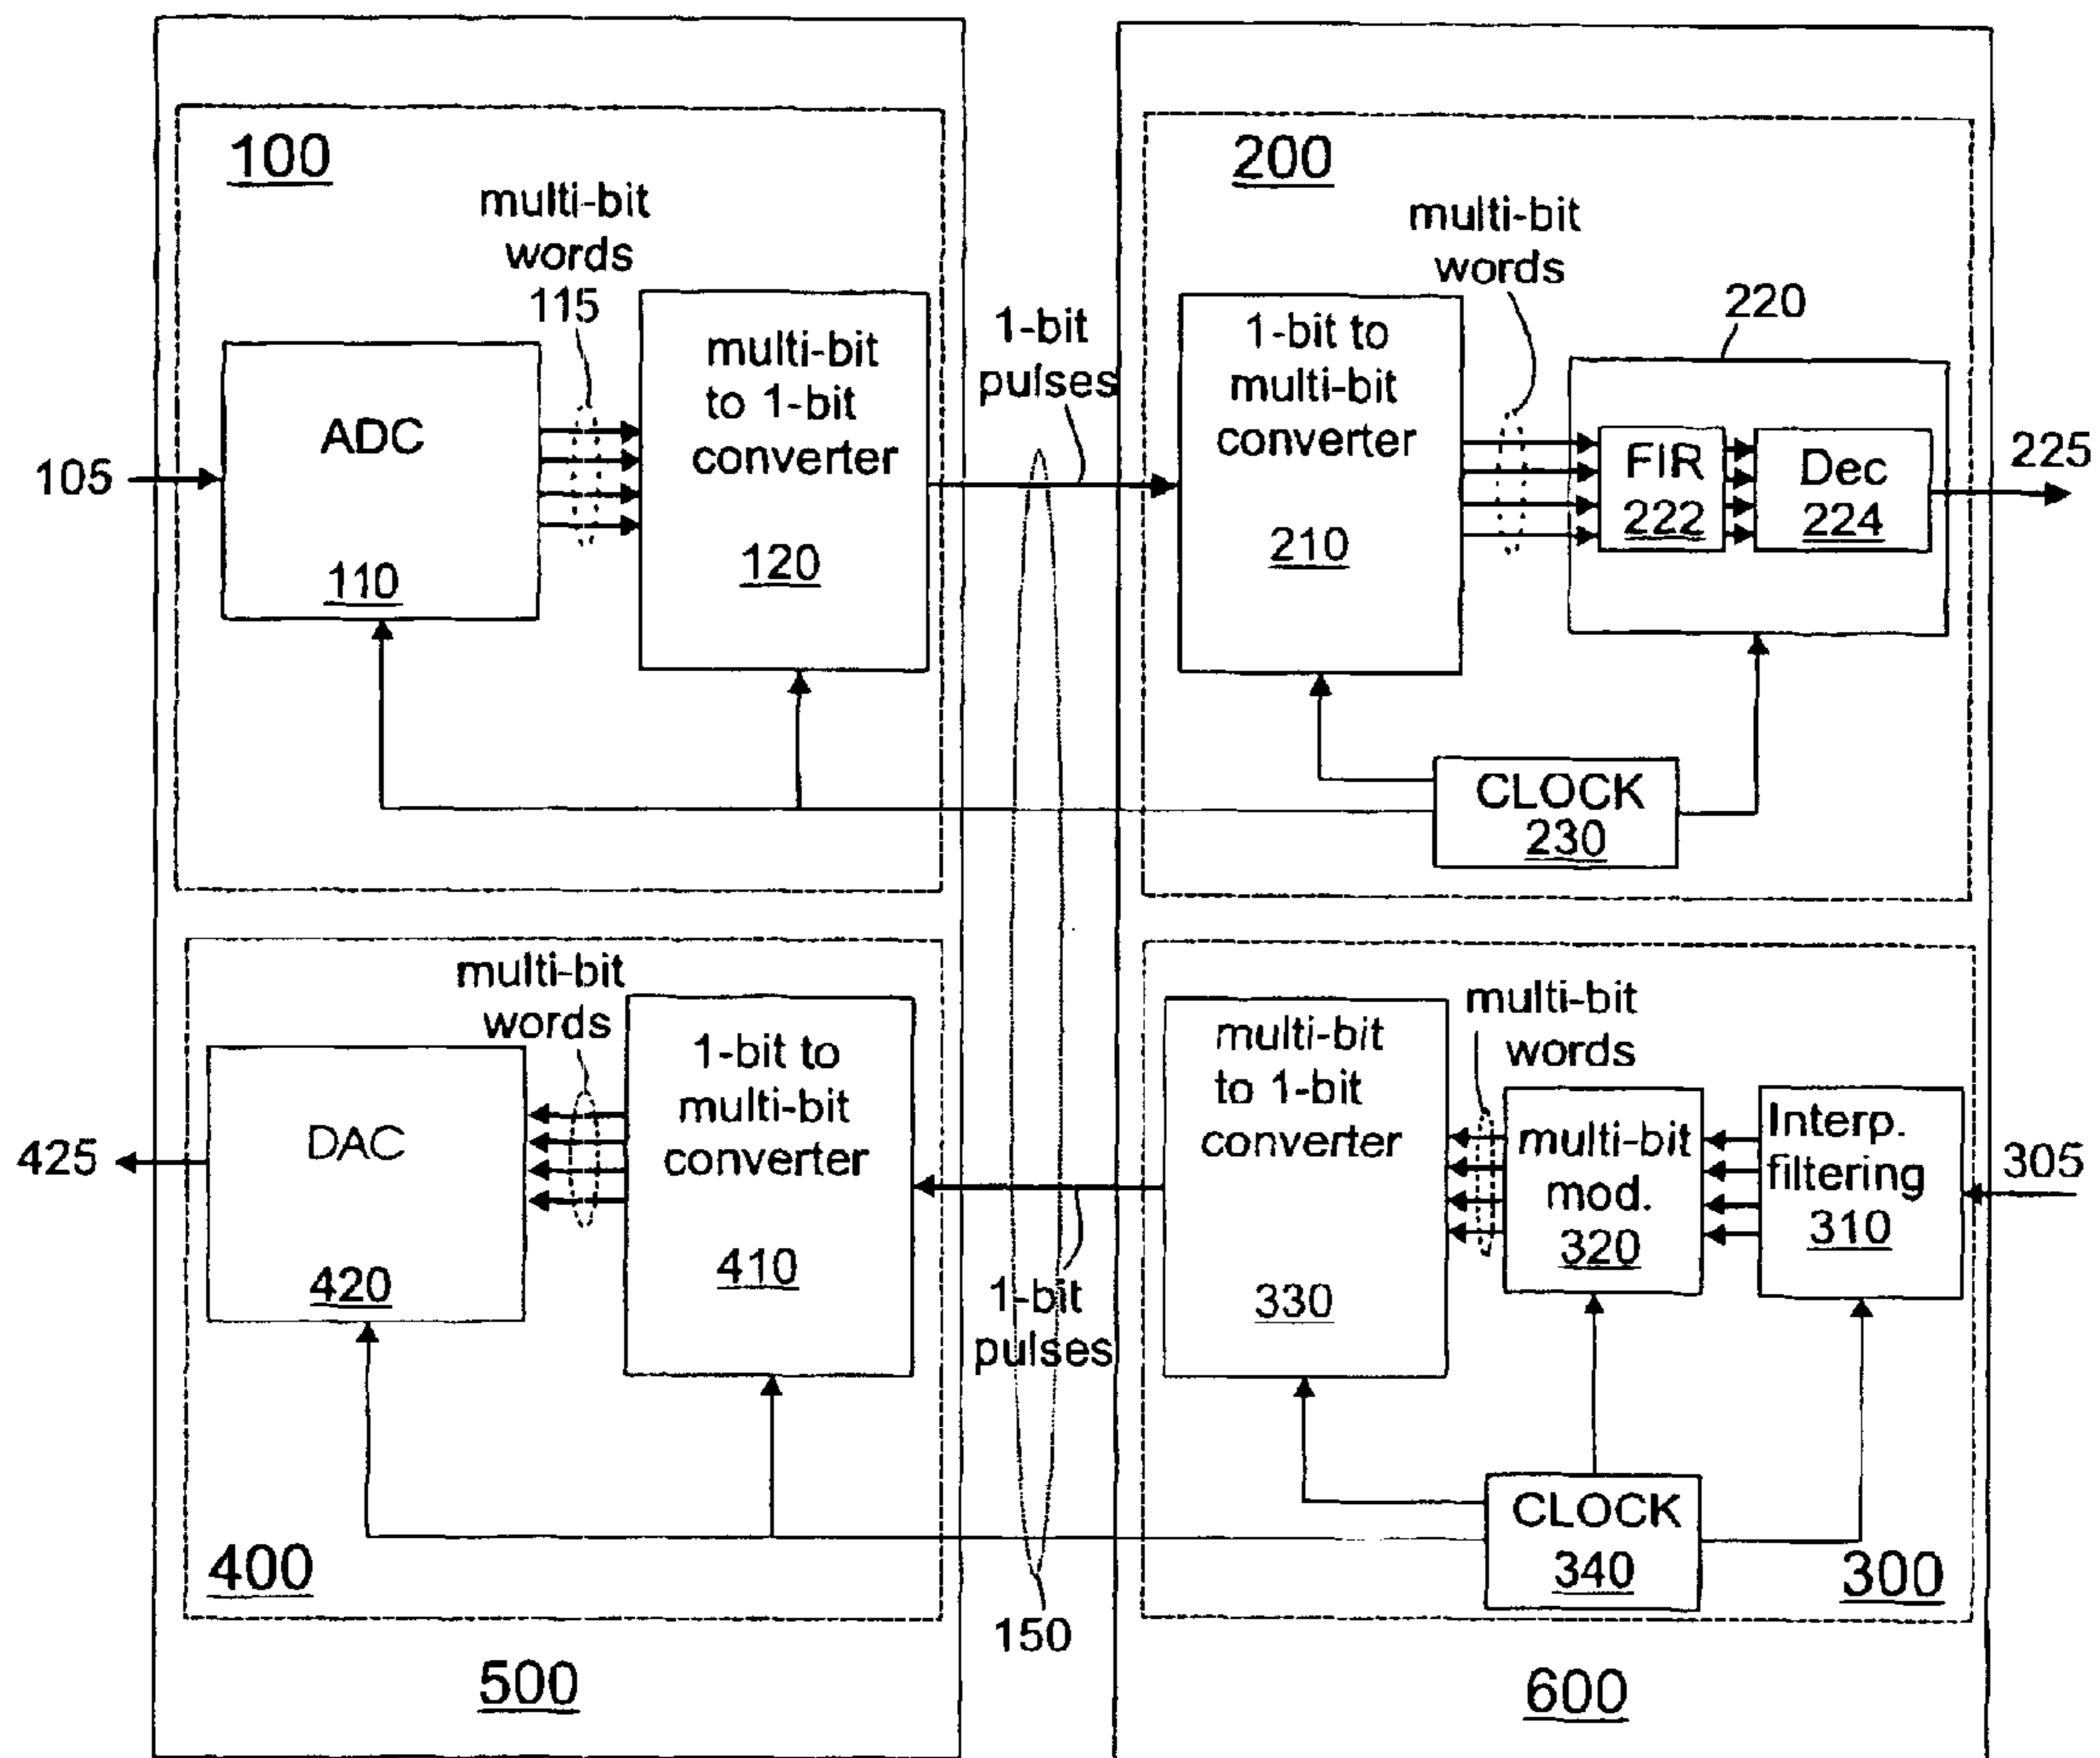 100
multi-bit
words
115
ADC
110
multi-bit
to 1-bit
converter
120
105
1-bit
pulses
200
multi-bit
words
1-bit to
multi-bit
converter
210
220
FIR
222
Dec
224
225
CLOCK
230
multi-bit
words
DAC
420
425
1-bit to
multi-bit
converter
410
400
1-bit
pulses
multi-bit
to 1-bit
converter
330
multi-bit
words
multi-bit
mod.
320
Interp.
filtering
310
305
CLOCK
340
300
150
500
600